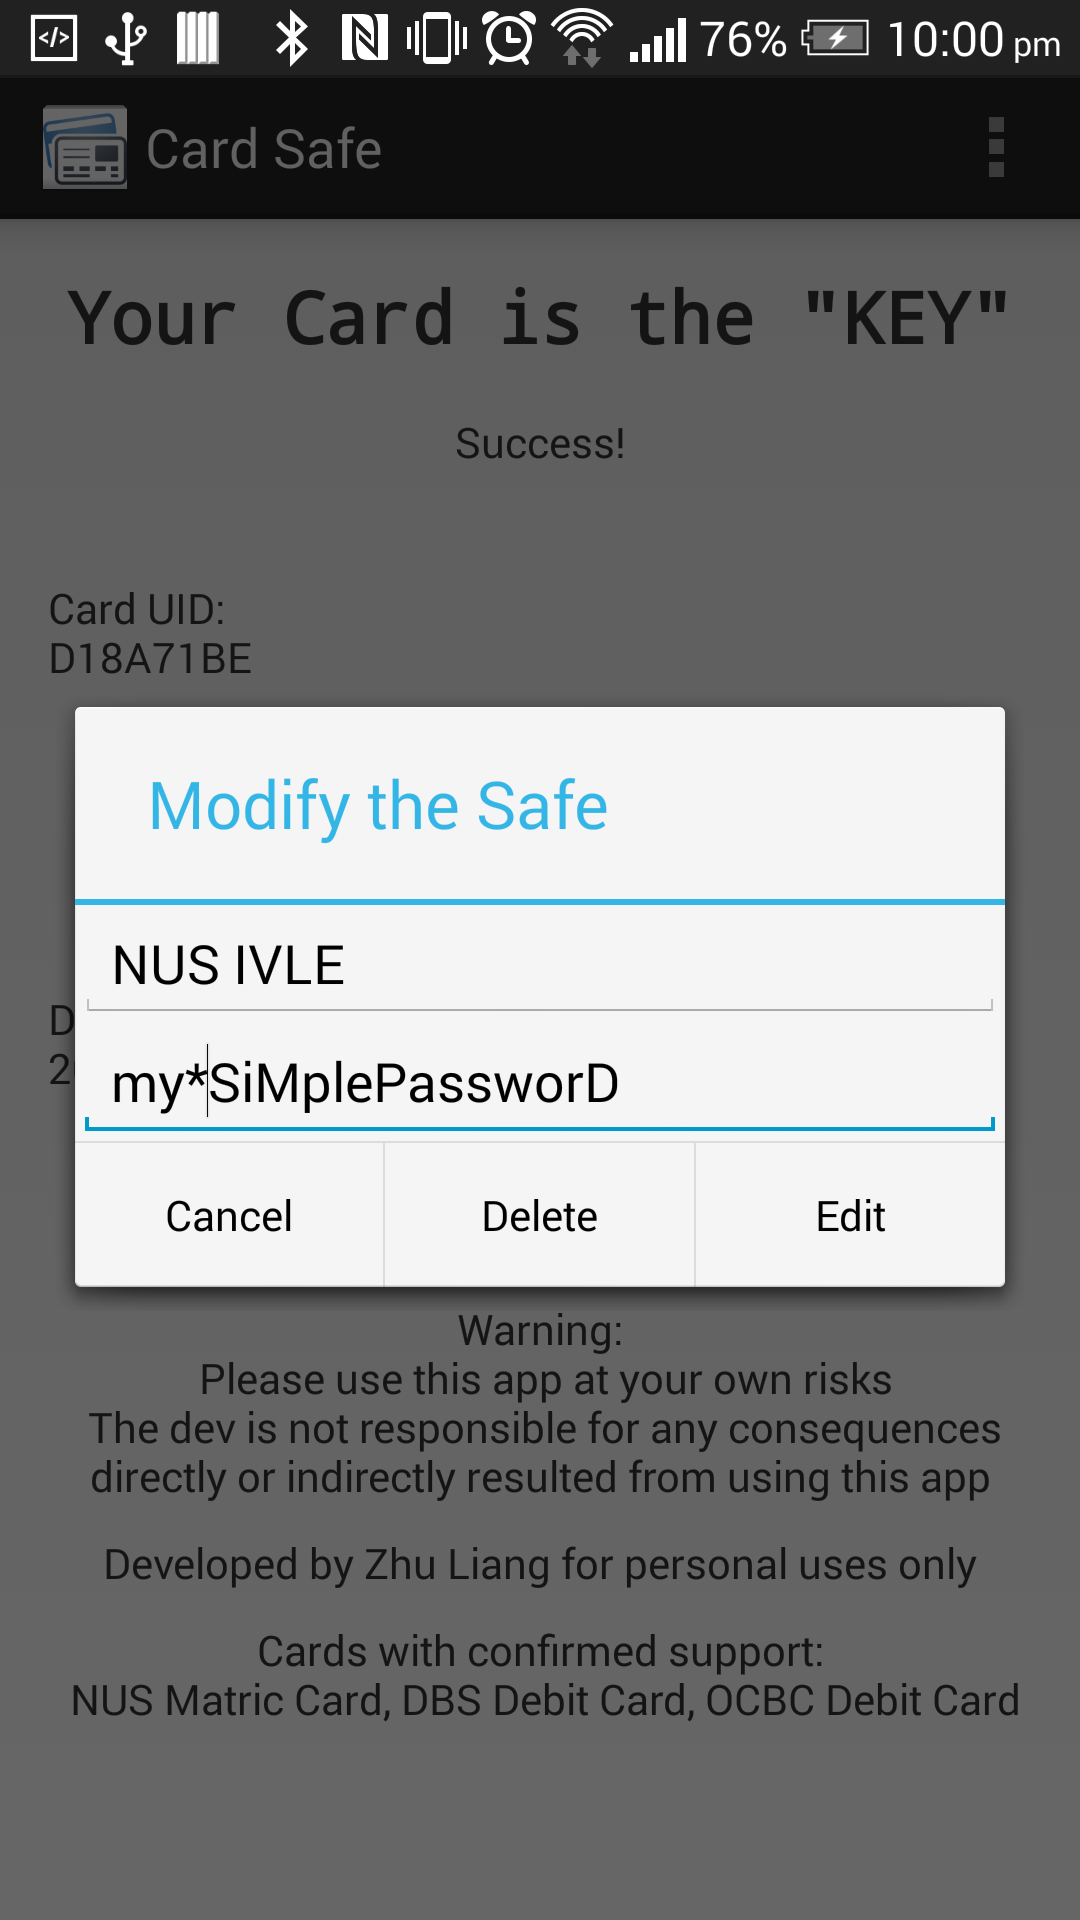 76% 10:00 pm
Card Safe
Your Card is the "KEY"
Success!
Card UID:
D18A71BE
Modify the Safe
NUS IVLE
D
2
my*SiMplePassworD
Cancel Delete Edit
Warning:
Please use this app at your own risks
The dev is not responsible for any consequences
directly or indirectly resulted from using this app
Developed by Zhu Liang for personal uses only
Cards with confirmed support:
NUS Matric Card, DBS Debit Card, OCBC Debit Card